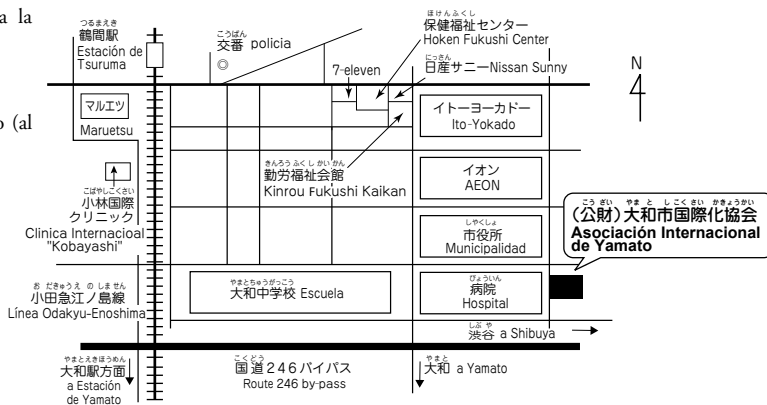 a la
o (al
つるまえき
鶴間駅
Estación de
Tsuruma
こうばん
交番 policia
ほけんふくし
保健福祉センター
Hoken Fukushi Center
7-eleven
にっさん
日産サニーNissan Sunny
N
マルエツ
Maruetsu
イトーヨーカドー
Ito-Yokado
きんろうふくしかいかん
勤労福祉会館
Kinrou Fukushi Kaikan
イオン
AEON
こばやしこくさい
小林国際
クリニック
Clinica Internacioal
"Kobayashi"
こうざい やまとしこくさいかきょうかい
(公財)大和市国際化協会
Asociación Internacional
de Yamato
しやくしょ
市役所
Municipalidad
おだきゅうえのしません
小田急江ノ島線
Línea Odakyu-Enoshima
やまとちゅうがっこう
大和中学校 Escuela
びょういん
病院
Hospital
しぶや
渋谷 a Shibuya
やまとえきほうめん
大和駅方面
a Estación
de Yamato
こくどう
国道246バイパス
Route 246 by-pass
やまと
大和 a Yamato